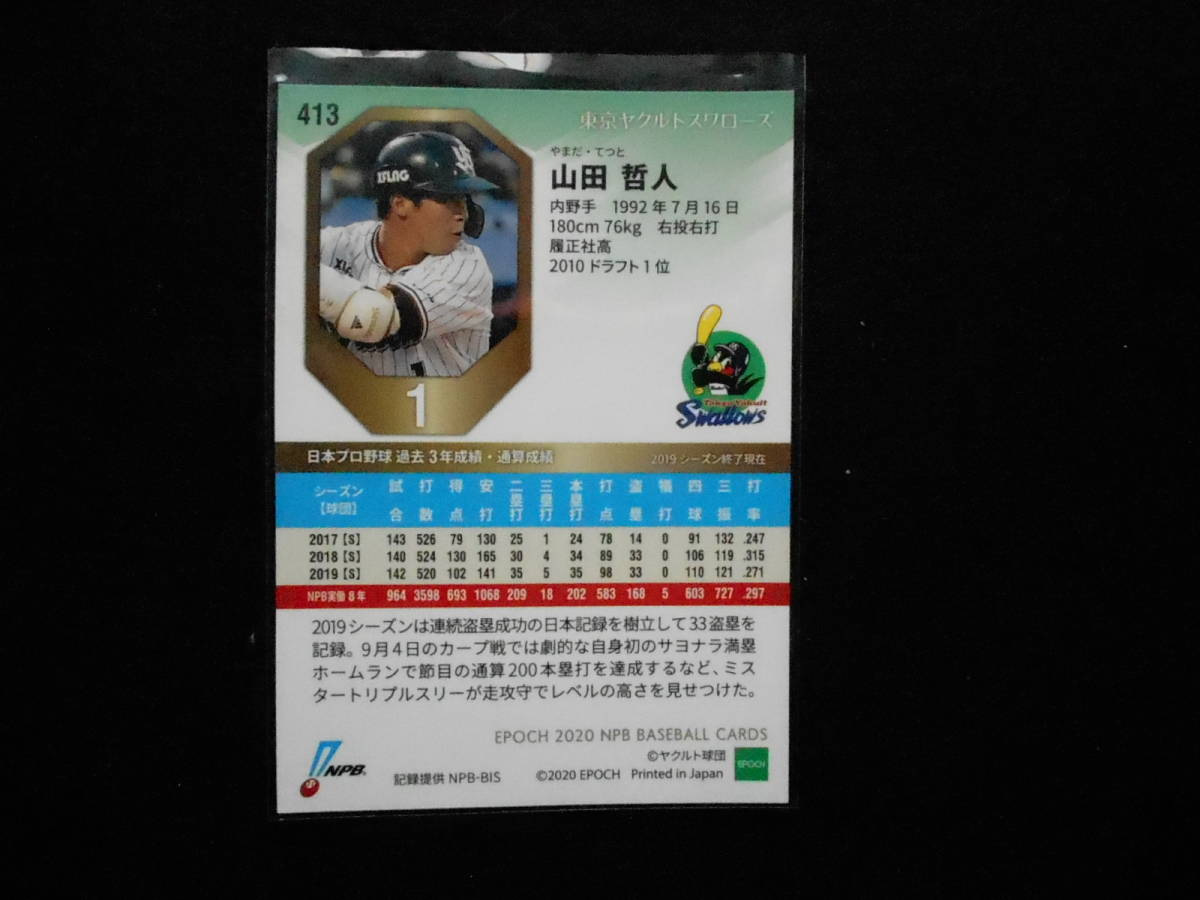 413
東京ヤクルトスワローズ
XFLAG
1
やまだ・てつと
山田 哲人
内野手 1992年7月16日
180cm 76kg 右投右打
履正社高
2010 ドラフト1位
Tokyo Yakult
Swallows
日本プロ野球 過去3年成績・通算成績 2019シーズン終了現在
シーズン【球団】 試合 打数 得点 安打 二塁打 三塁打 本塁打 打点 盗塁 犠打 四球 三振 打率
2017【S】 143 526 79 130 25 1 24 78 14 0 91 132 .247
2018【S】 140 524 130 165 30 4 34 89 33 0 106 119 .315
2019【S】 142 520 102 141 35 5 35 98 33 0 110 121 .271
NPB実働8年 964 3598 693 1068 209 18 202 583 168 5 603 727 .297
2019シーズンは連続盗塁成功の日本記録を樹立して33盗塁を
記録。9月4日のカープ戦では劇的な自身初のサヨナラ満塁
ホームランで節目の通算200本塁打を達成するなど、ミス
タートリプルスリーが走攻守でレベルの高さを見せつけた。
EPOCH 2020 NPB BASEBALL CARDS
©ヤクルト球団
NPB
記録提供 NPB-BIS ©2020 EPOCH Printed in Japan
EPOCH